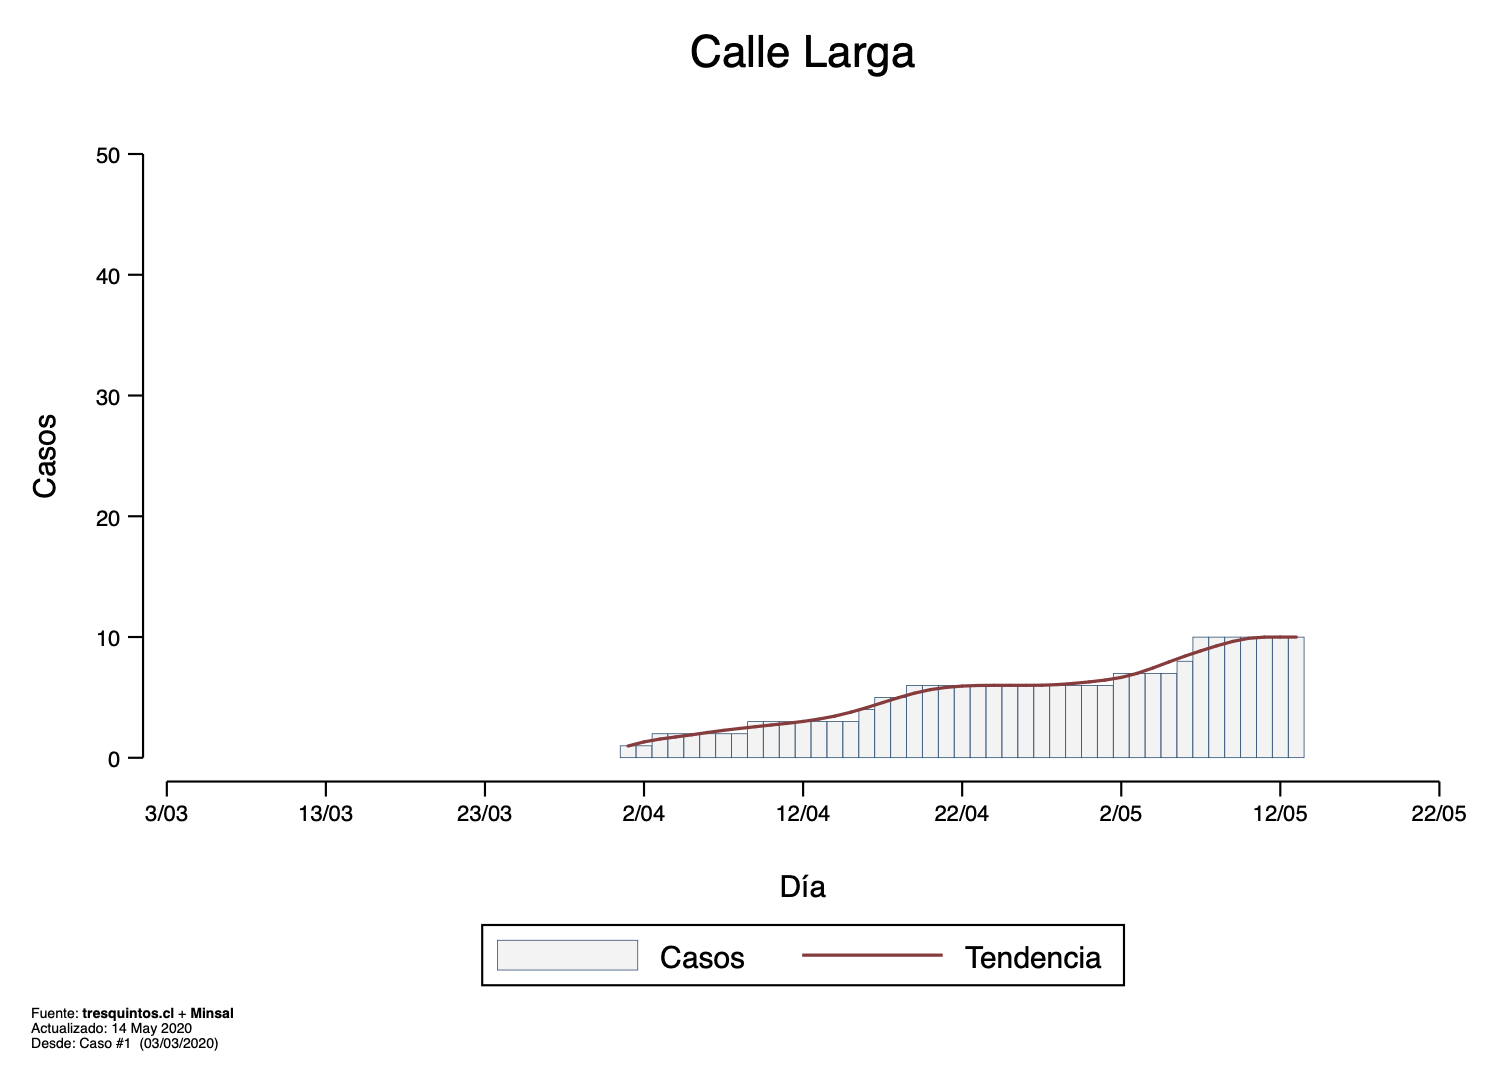 Calle Larga
50
40
30
20
10
0
Casos
3/03 13/03 23/03 2/04 12/04 22/04 2/05 12/05 22/05
Día
Casos Tendencia
Fuente: tresquintos.cl + Minsal
Actualizado: 14 May 2020
Desde: Caso #1 (03/03/2020)